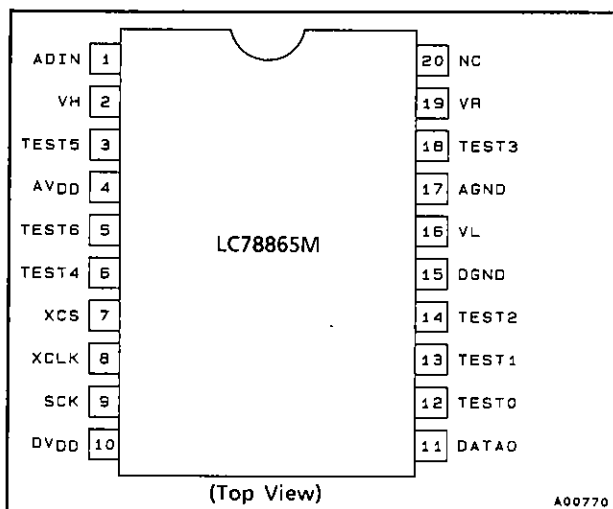 ADIN 1
20 NC
VH 2
19 VR
TEST5 3
18 TEST3
AVDD 4
17 AGND
TEST6 5
16 VL
LC78865M
TEST4 6
15 DGND
XCS 7
14 TEST2
XCLK 8
13 TEST1
SCK 9
12 TEST0
DVDD 10
11 DATAO
(Top View)
A00770